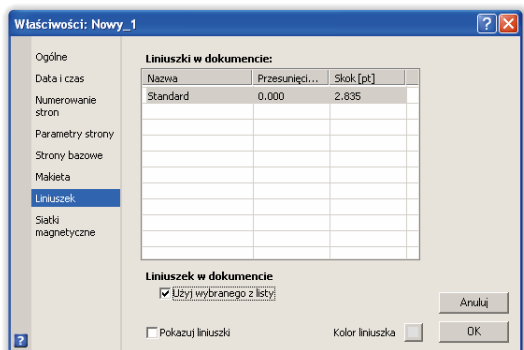 Właściwości: Nowy_1
Ogólne
Data i czas
Numerowanie
stron
Parametry strony
Strony bazowe
Makieta
Liniuszek
Siatki
magnetyczne
Liniuszki w dokumencie:
Nazwa Przesunięci... Skok [pt]
Standard 0.000 2.835
Liniuszek w dokumencie
Użyj wybranego z listy
Pokazuj liniuszki
Kolor liniuszka
Anuluj
OK